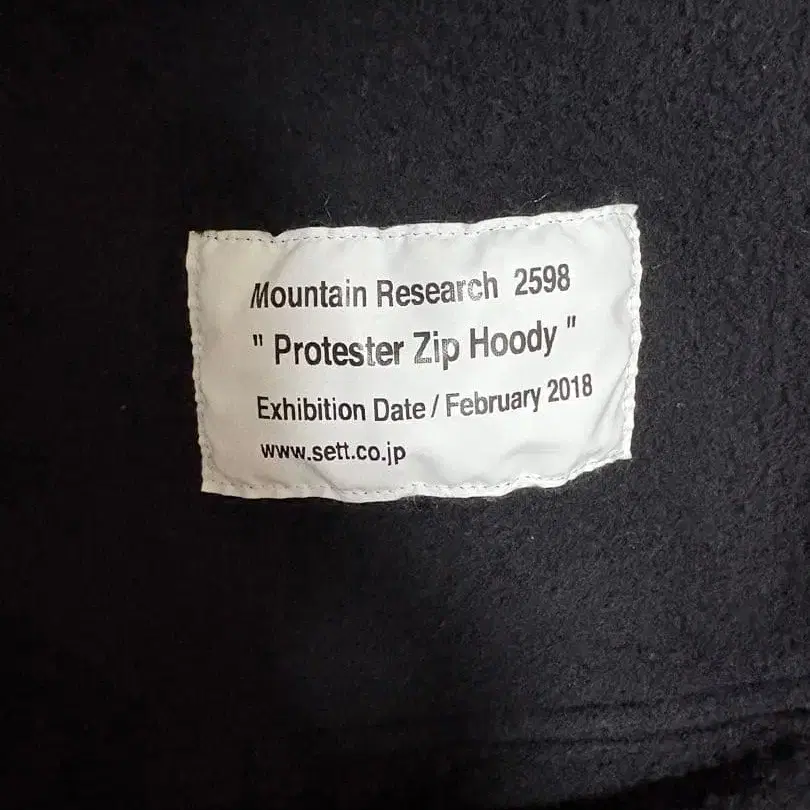 Mountain Research 2598
" Protester Zip Hoody "
Exhibition Date / February 2018
www.sett.co.jp